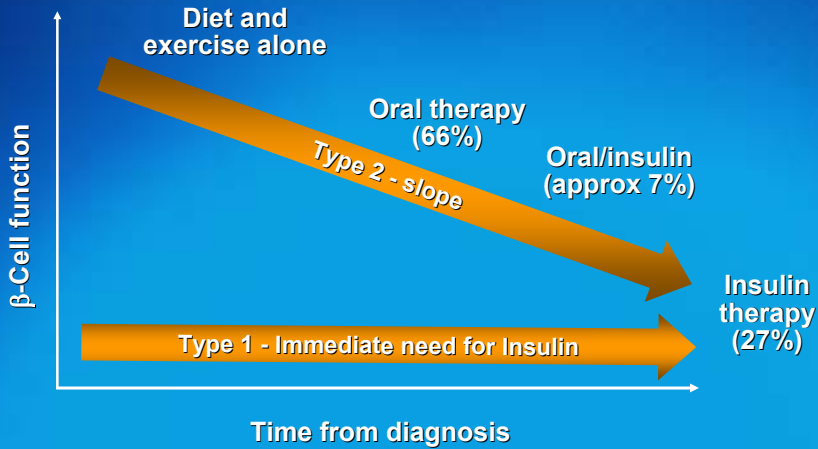 Diet and
exercise alone
Oral therapy
(66%)
Oral/insulin
(approx 7%)
Type 2 - slope
β-Cell function
Insulin
therapy
(27%)
Type 1 - Immediate need for Insulin
Time from diagnosis